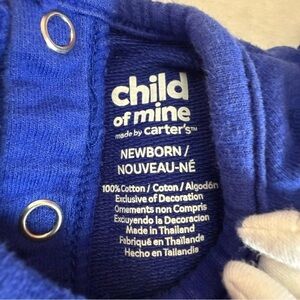 child
of mine
made by carter's™
NEWBORN /
NOUVEAU-NÉ
100% Cotton / Coton / Algodón
Exclusive of Decoration
Ornements non Compris
Excluyendo la Decoracion
Made in Thailand
Fabriqué en Thaïlande
Hecho en Tailandia